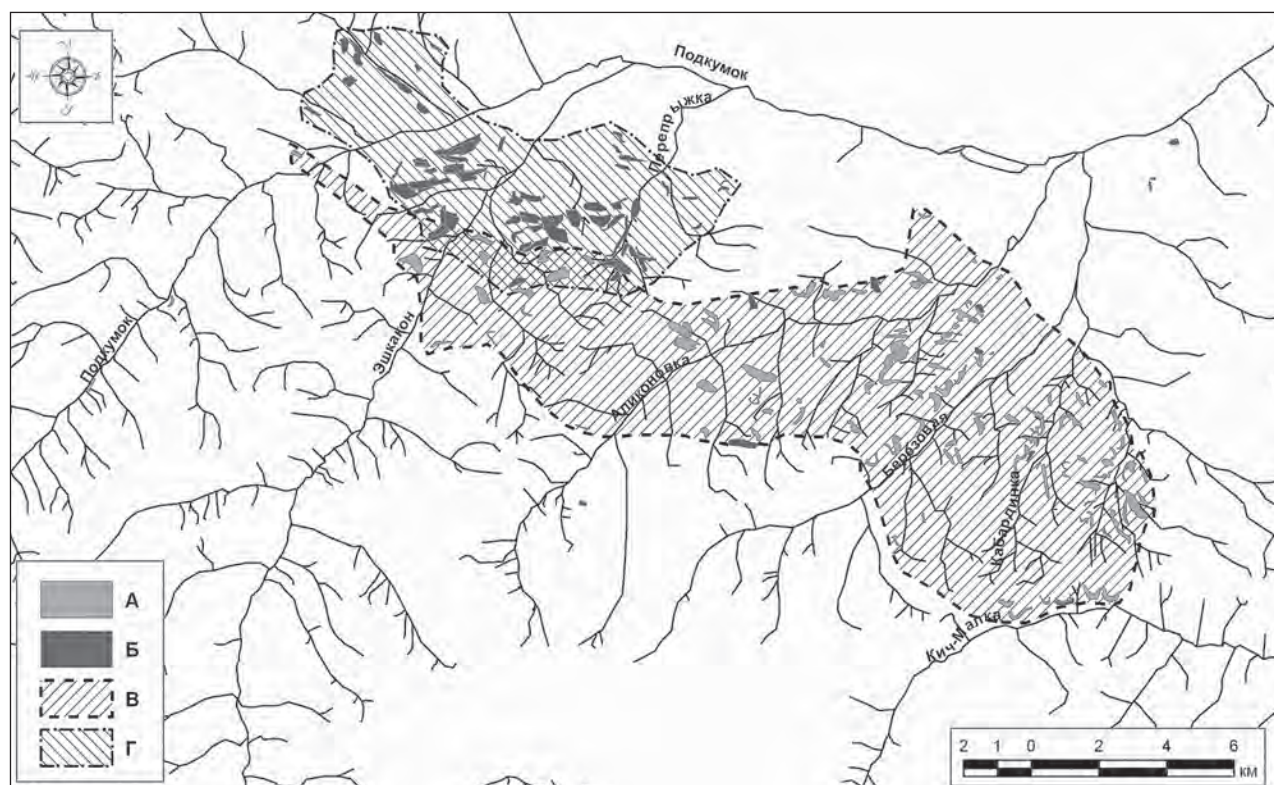 Подкумок
Перепрыжка
Подкумок
Эшкакон
Аликоновка
Березовая
Кабардинка
Кич-Малка
А
Б
В
Г
2 1 0 2 4 6
км